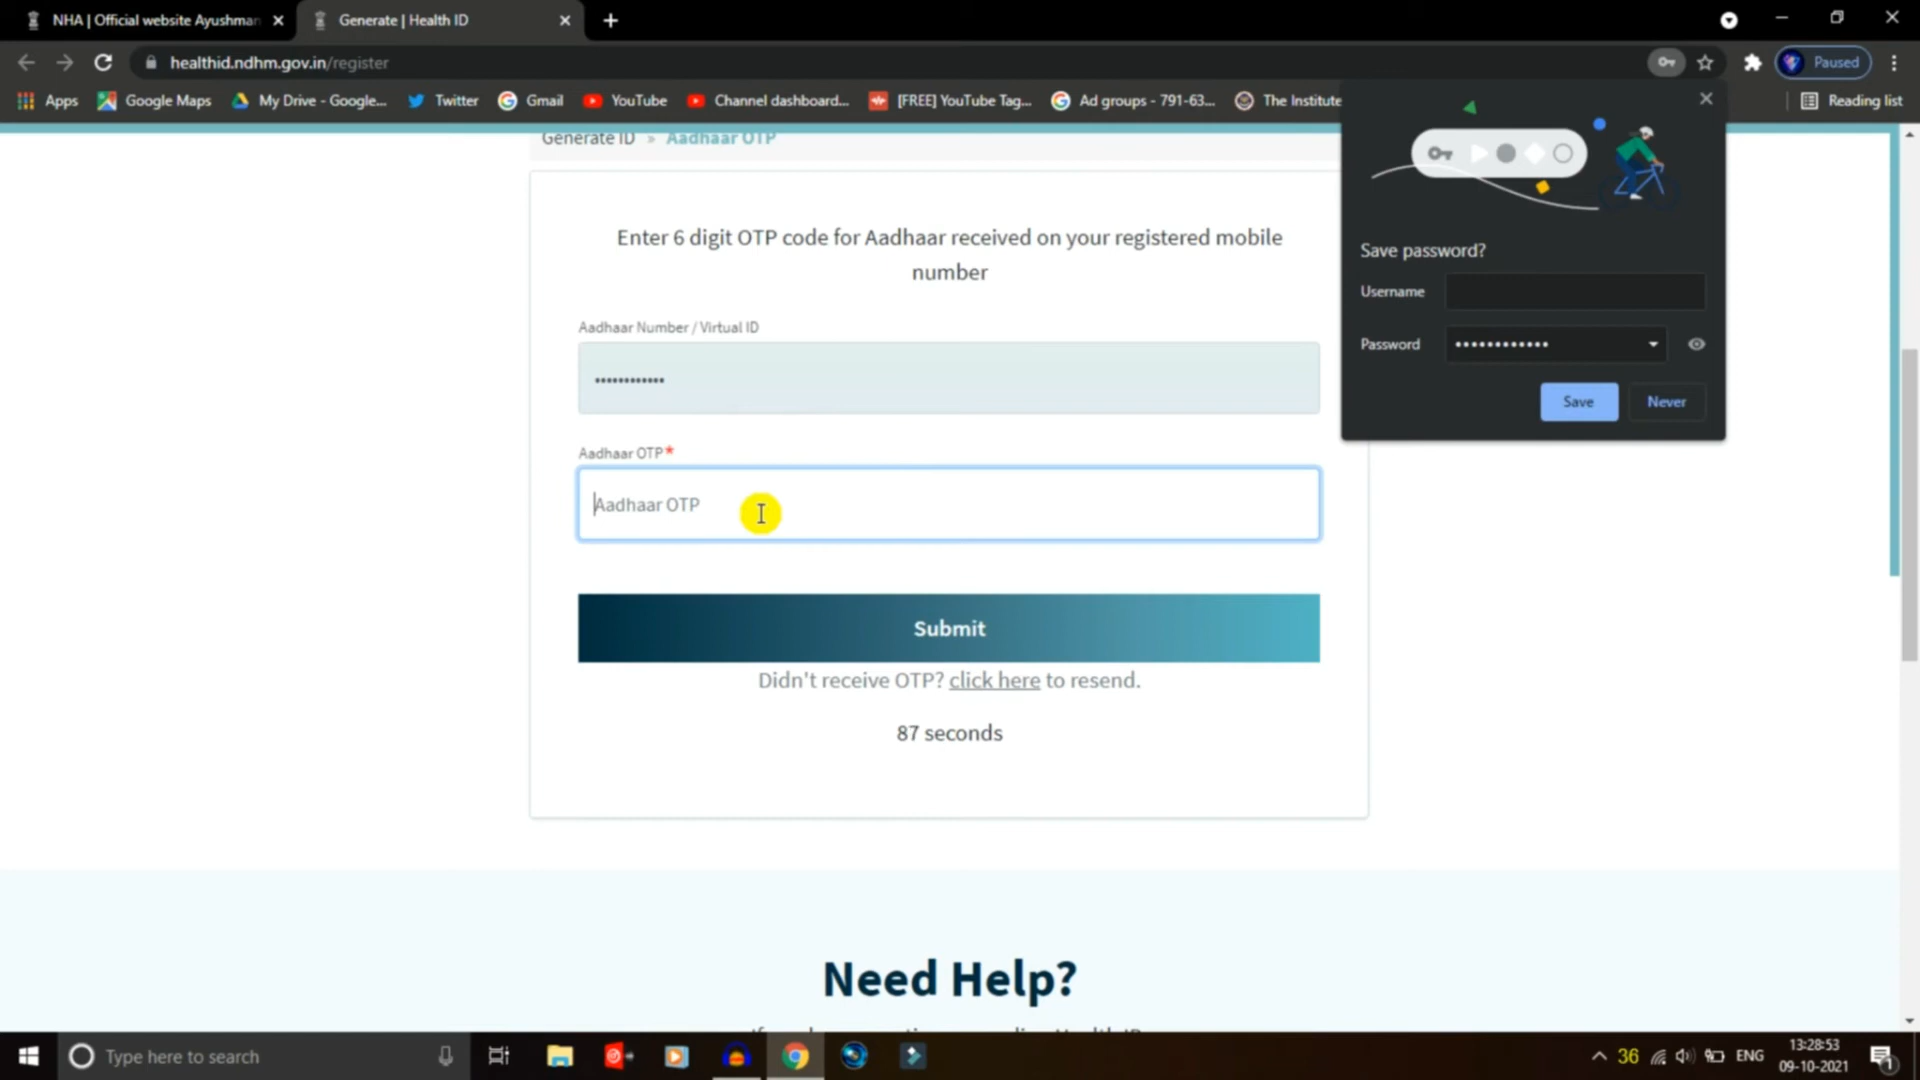 NHA | Official website Ayushman
Generate | Health ID
healthid.ndhm.gov.in/register
Paused
Apps
Google Maps
My Drive - Google...
Twitter
Gmail
YouTube
Channel dashboard...
[FREE] YouTube Tag...
Ad groups - 791-63...
The Institute
Reading list
Generate ID » Aadhaar OTP
Enter 6 digit OTP code for Aadhaar received on your registered mobile
number
Aadhaar Number / Virtual ID
••••••••••••
Aadhaar OTP*
Aadhaar OTP
Submit
Didn't receive OTP? click here to resend.
87 seconds
Save password?
Username
Password ••••••••••••
Save
Never
Need Help?
Type here to search
36
ENG
13:28:53
09-10-2021
1